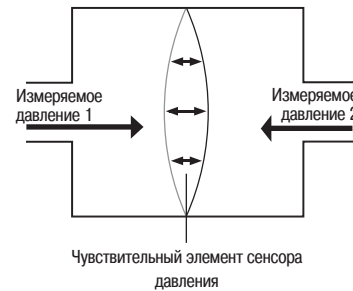 Измеряемое
давление 1
Измеряемое
давление 2
Чувствительный элемент сенсора
давления